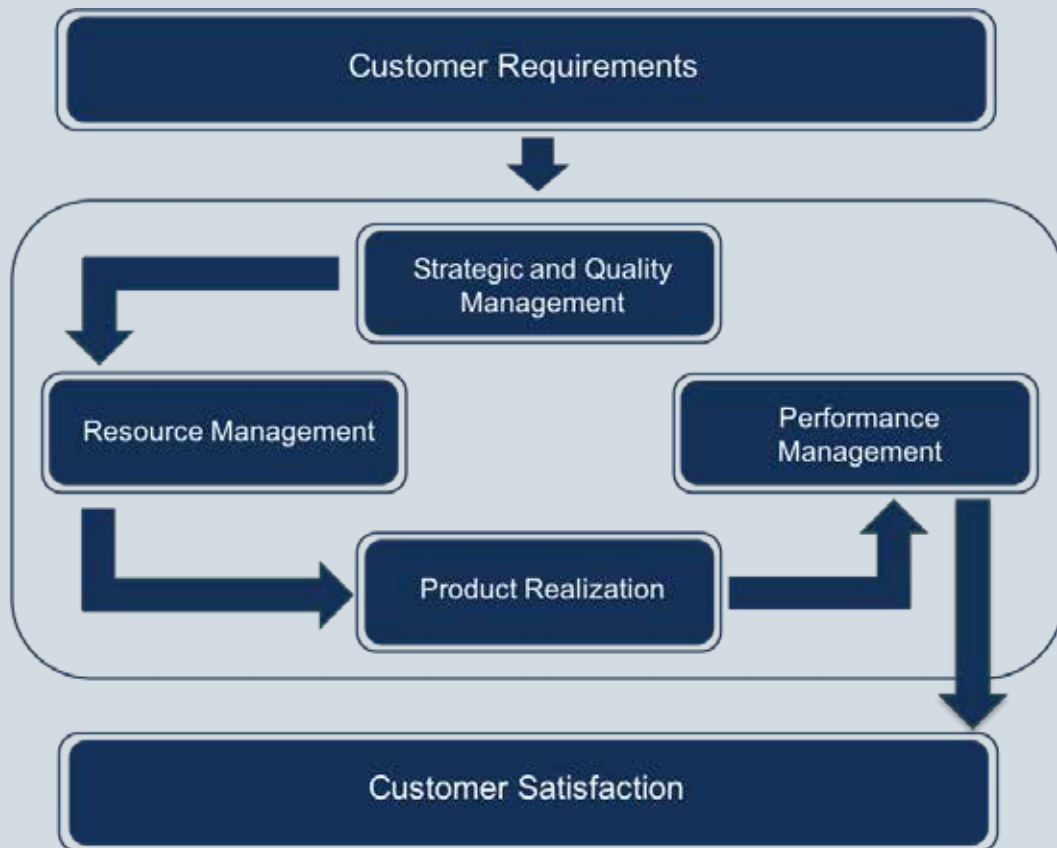 Customer Requirements
Strategic and Quality
Management
Resource Management
Performance
Management
Product Realization
Customer Satisfaction